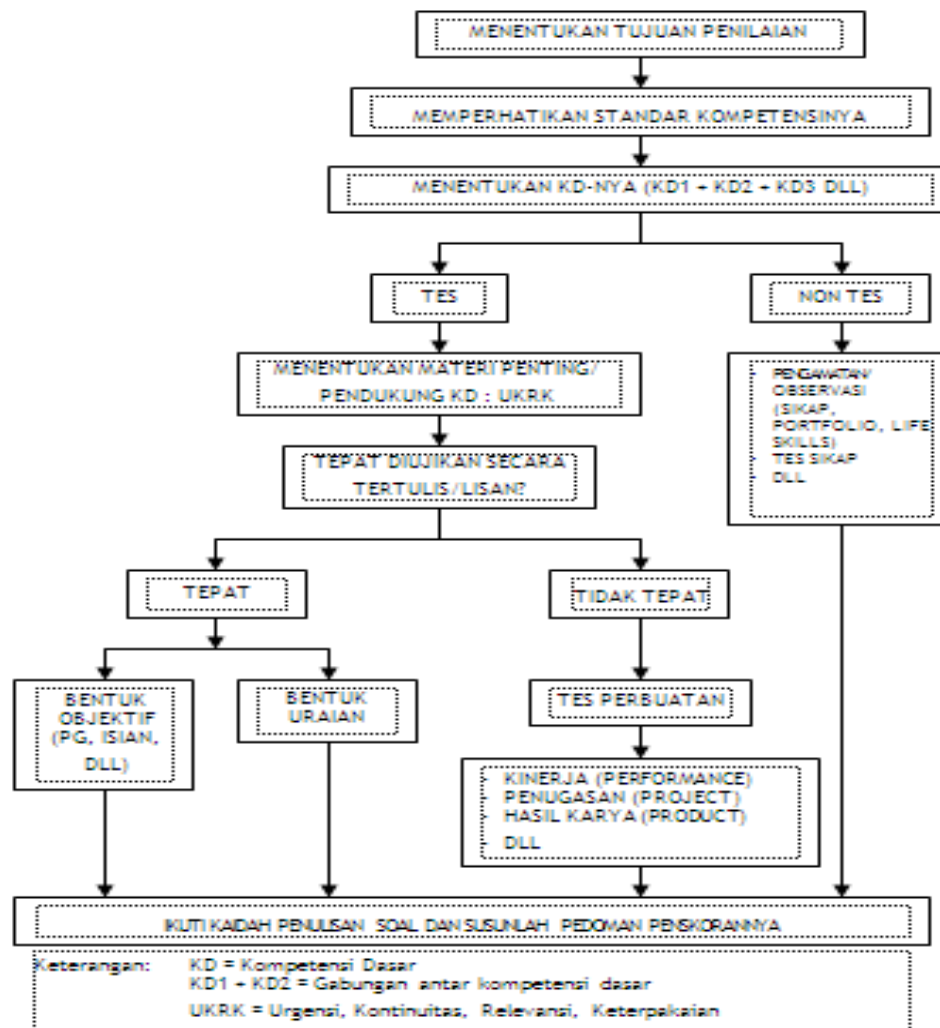 MENENTUKAN TUJUAN PENILAIAN
MEMPERHATIKAN STANDAR KOMPETENSINYA
MENENTUKAN KD-NYA (KD1 + KD2 + KD3 DLL)
TES
NON TES
MENENTUKAN MATERI PENTING/
PENDUKUNG KD : UKRK
- PENGAMATAN/
OBSERVASI
(SIKAP,
PORTFOLIO, LIFE
SKILLS)
- TES SIKAP
- DLL
TEPAT DIUJIKAN SECARA
TERTULIS/LISAN?
TEPAT
TIDAK TEPAT
BENTUK
OBJEKTIF
(PG, ISIAN,
DLL)
BENTUK
URAIAN
TES PERBUATAN
- KINERJA (PERFORMANCE)
- PENUGASAN (PROJECT)
- HASIL KARYA (PRODUCT)
- DLL
IKUTI KAIDAH PENULISAN SOAL DAN SUSUNLAH PEDOMAN PENSKORANNYA
Keterangan: KD = Kompetensi Dasar
KD1 + KD2 = Gabungan antar kompetensi dasar
UKRK = Urgensi, Kontinuitas, Relevansi, Keterpakaian